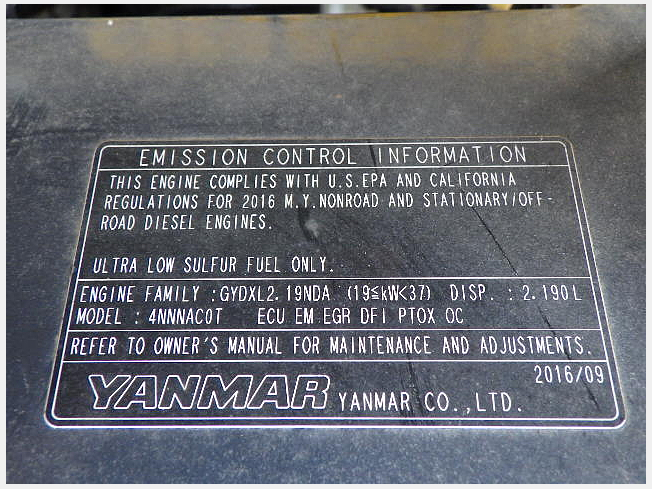 EMISSION CONTROL INFORMATION
THIS ENGINE COMPLIES WITH U.S.EPA AND CALIFORNIA
REGULATIONS FOR 2016 M.Y.NONROAD AND STATIONARY/OFF-
ROAD DIESEL ENGINES.
ULTRA LOW SULFUR FUEL ONLY.
ENGINE FAMILY :GYDXL2.19NDA (19≦kW<37) DISP. : 2.190L
MODEL : 4NNNAC0T ECU EM EGR DFI PTOX OC
REFER TO OWNER'S MANUAL FOR MAINTENANCE AND ADJUSTMENTS.
2016/09
YANMAR YANMAR CO.,LTD.